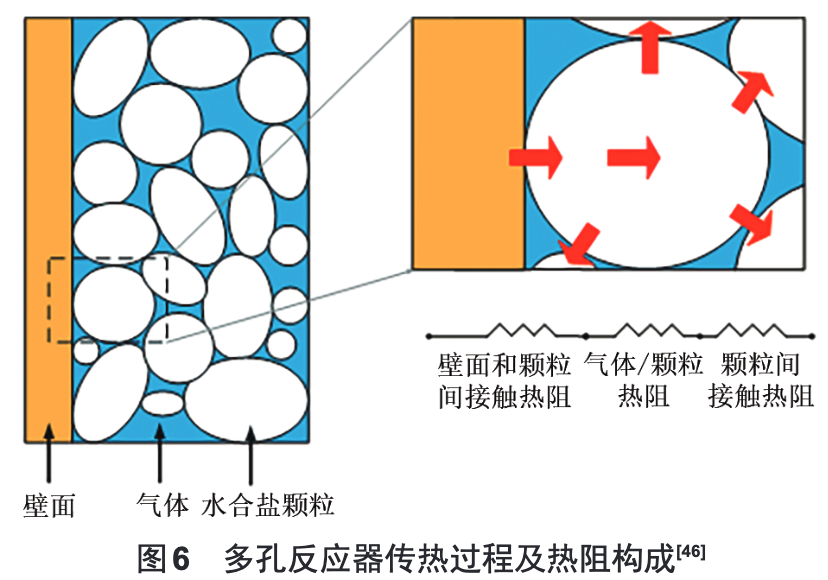 壁面和颗粒 气体/颗粒 颗粒间
间接触热阻 热阻 接触热阻
壁面 气体 水合盐颗粒
图6 多孔反应器传热过程及热阻构成[46]